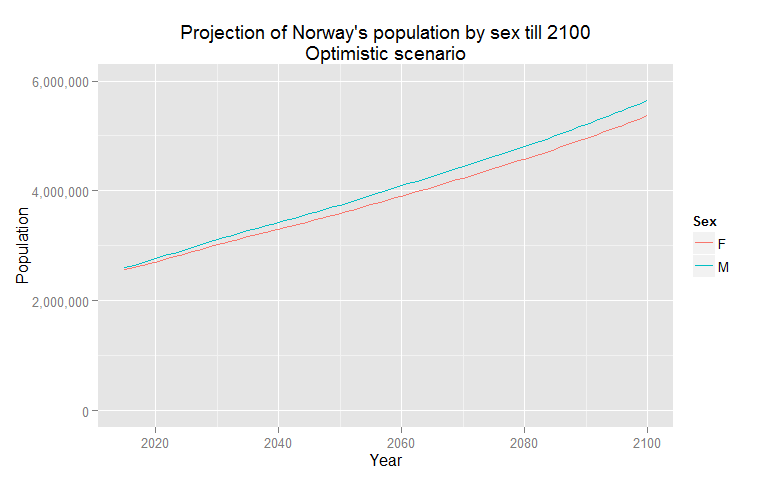 Projection of Norway's population by sex till 2100
Optimistic scenario
6,000,000
4,000,000
2,000,000
0
Population
2020 2040 2060 2080 2100
Year
Sex
F
M